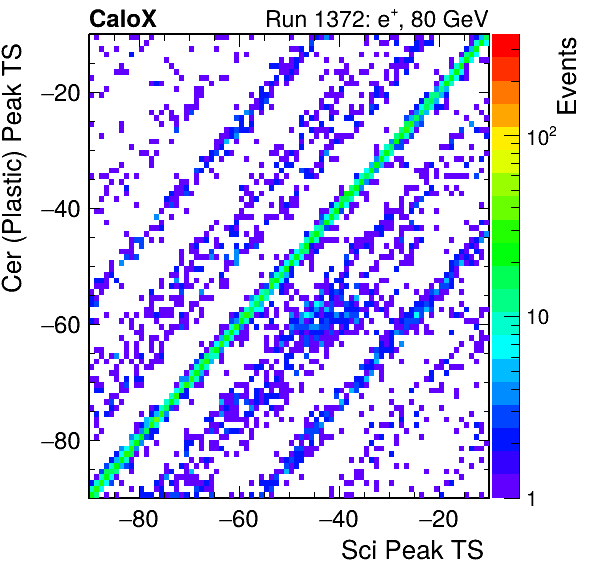 CaloX Run 1372: e+, 80 GeV
Cer (Plastic) Peak TS
−20
−40
−60
−80
−80 −60 −40 −20
Sci Peak TS
Events
10²
10
1